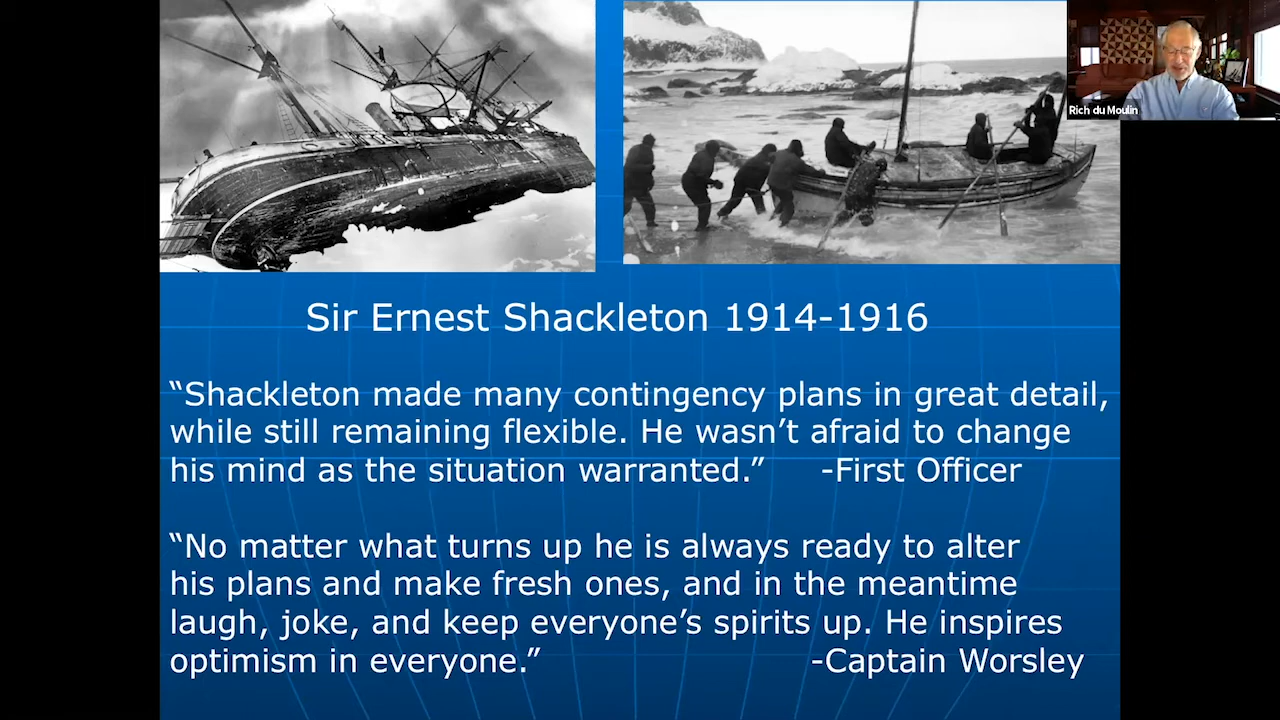 Rich du Moulin
Sir Ernest Shackleton 1914-1916
“Shackleton made many contingency plans in great detail,
while still remaining flexible. He wasn’t afraid to change
his mind as the situation warranted.” -First Officer
“No matter what turns up he is always ready to alter
his plans and make fresh ones, and in the meantime
laugh, joke, and keep everyone’s spirits up. He inspires
optimism in everyone.” -Captain Worsley